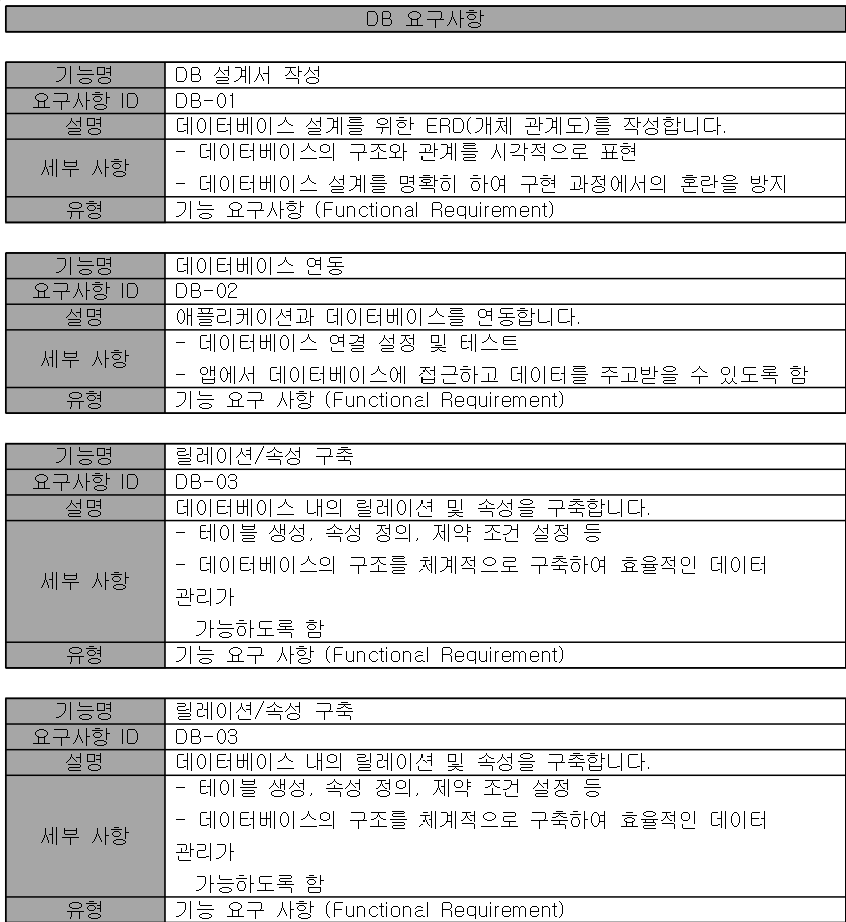 DB 요구사항
기능명 DB 설계서 작성
요구사항 ID DB-01
설명 데이터베이스 설계를 위한 ERD(개체 관계도)를 작성합니다.
세부 사항 - 데이터베이스의 구조와 관계를 시각적으로 표현
- 데이터베이스 설계를 명확히 하여 구현 과정에서의 혼란을 방지
유형 기능 요구사항 (Functional Requirement)
기능명 데이터베이스 연동
요구사항 ID DB-02
설명 애플리케이션과 데이터베이스를 연동합니다.
세부 사항 - 데이터베이스 연결 설정 및 테스트
- 앱에서 데이터베이스에 접근하고 데이터를 주고받을 수 있도록 함
유형 기능 요구 사항 (Functional Requirement)
기능명 릴레이션/속성 구축
요구사항 ID DB-03
설명 데이터베이스 내의 릴레이션 및 속성을 구축합니다.
세부 사항 - 테이블 생성, 속성 정의, 제약 조건 설정 등
- 데이터베이스의 구조를 체계적으로 구축하여 효율적인 데이터
관리가
가능하도록 함
유형 기능 요구 사항 (Functional Requirement)
기능명 릴레이션/속성 구축
요구사항 ID DB-03
설명 데이터베이스 내의 릴레이션 및 속성을 구축합니다.
세부 사항 - 테이블 생성, 속성 정의, 제약 조건 설정 등
- 데이터베이스의 구조를 체계적으로 구축하여 효율적인 데이터
관리가
가능하도록 함
유형 기능 요구 사항 (Functional Requirement)